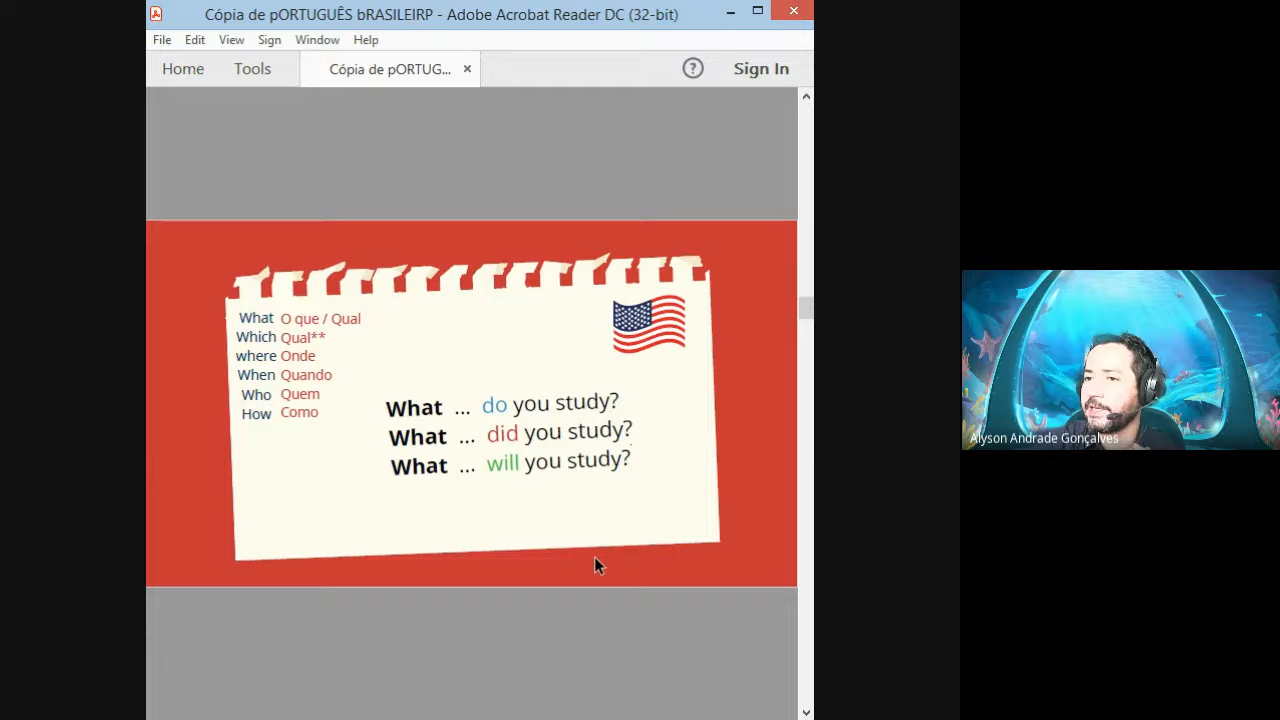 Cópia de pORTUGUÊS bRASILEIRP - Adobe Acrobat Reader DC (32-bit)
File Edit View Sign Window Help
Home Tools Cópia de pORTUG... × ? Sign In
What O que / Qual
Which Qual**
where Onde
When Quando
Who Quem
How Como
What ... do you study?
What ... did you study?
What ... will you study?
Alyson Andrade Gonçalves